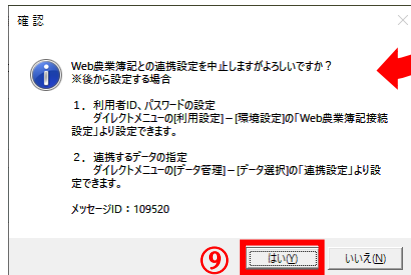 確認
Web農業簿記との連携設定を中止しますがよろしいですか？
※後から設定する場合
１．利用者ID、パスワードの設定
ダイレクトメニューの[利用設定]－[環境設定]の「Web農業簿記接続
設定」より設定できます。
２．連携するデータの指定
ダイレクトメニューの[データ管理]－[データ選択]の「連携設定」より設
定できます。
メッセージID：109520
⑨
はい(Y)
いいえ(N)